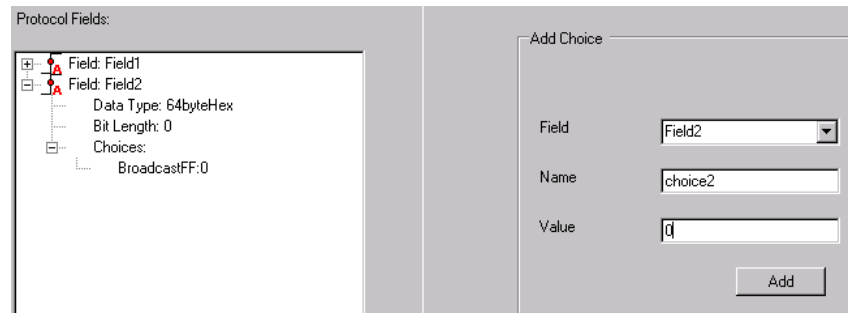 Protocol Fields:
Field: Field1
Field: Field2
Data Type: 64byteHex
Bit Length: 0
Choices:
BroadcastFF:0
Add Choice
Field Field2
Name choice2
Value 0
Add